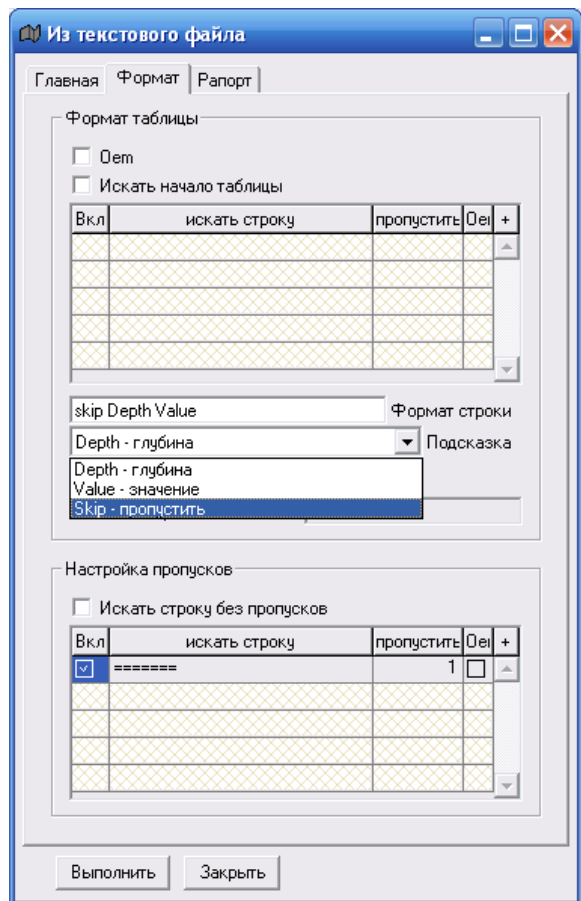 Из текстового файла
Главная Формат Рапорт
Формат таблицы
Oem
Искать начало таблицы
Вкл искать строку пропустить Oei +
skip Depth Value Формат строки
Depth - глубина Подсказка
Depth - глубина
Value - значение
Skip - пропустить
Настройка пропусков
Искать строку без пропусков
Вкл искать строку пропустить Oei +
======= 1
Выполнить Закрыть